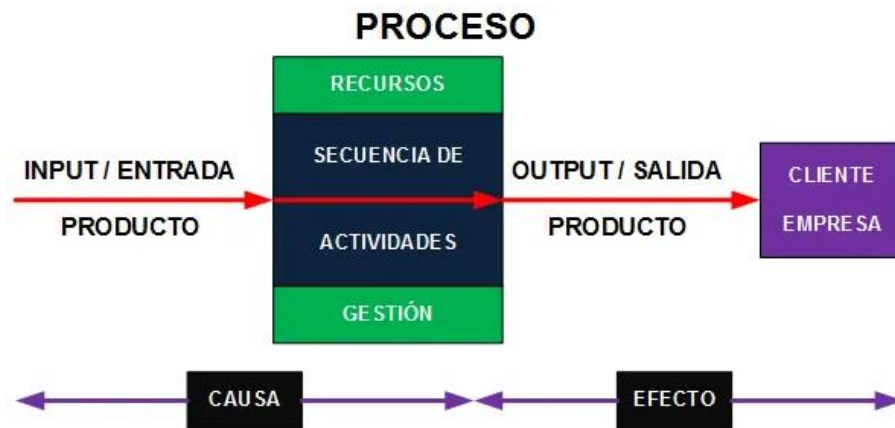 PROCESO
RECURSOS
INPUT / ENTRADA
PRODUCTO
SECUENCIA DE
ACTIVIDADES
GESTIÓN
OUTPUT / SALIDA
PRODUCTO
CLIENTE
EMPRESA
CAUSA
EFECTO